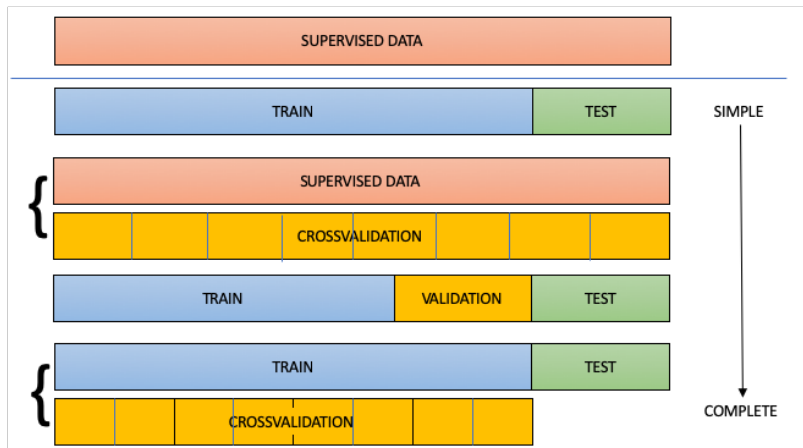 SUPERVISED DATA
TRAIN TEST SIMPLE
SUPERVISED DATA
CROSSVALIDATION
TRAIN VALIDATION TEST
TRAIN TEST
CROSSVALIDATION COMPLETE